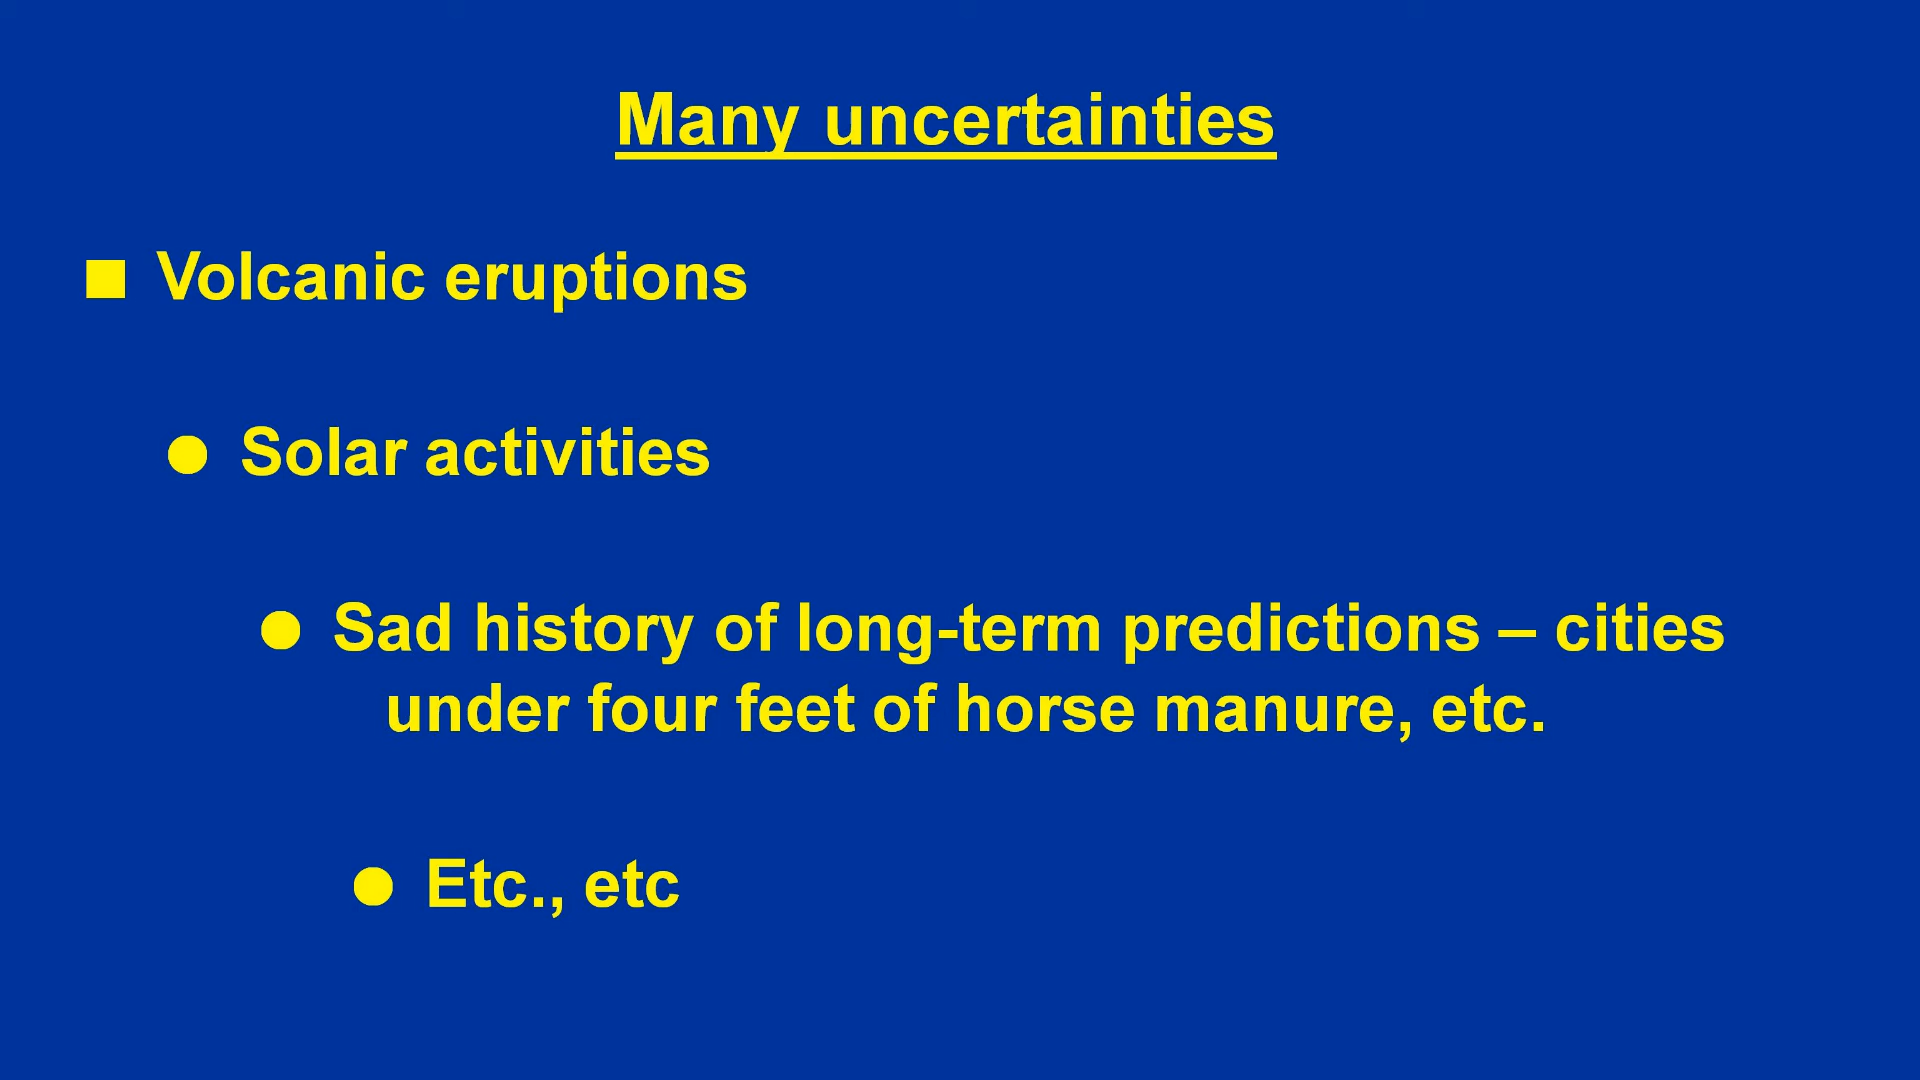 Many uncertainties
■ Volcanic eruptions
● Solar activities
● Sad history of long-term predictions – cities
under four feet of horse manure, etc.
● Etc., etc